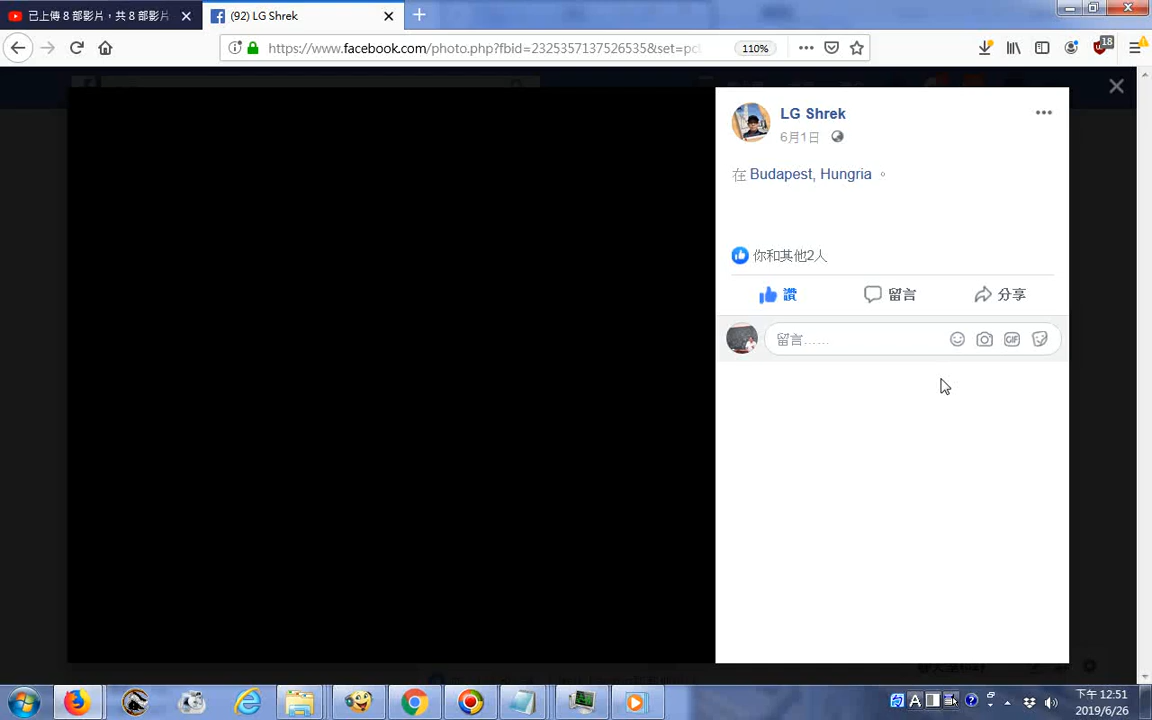 已上傳 8 部影片，共 8 部影片
(92) LG Shrek
https://www.facebook.com/photo.php?fbid=2325357137526535&set=pc
110%
18
LG Shrek
6月1日
在 Budapest, Hungria。
你和其他2人
讚
留言
分享
留言......
GIF
下午 12:51
2019/6/26